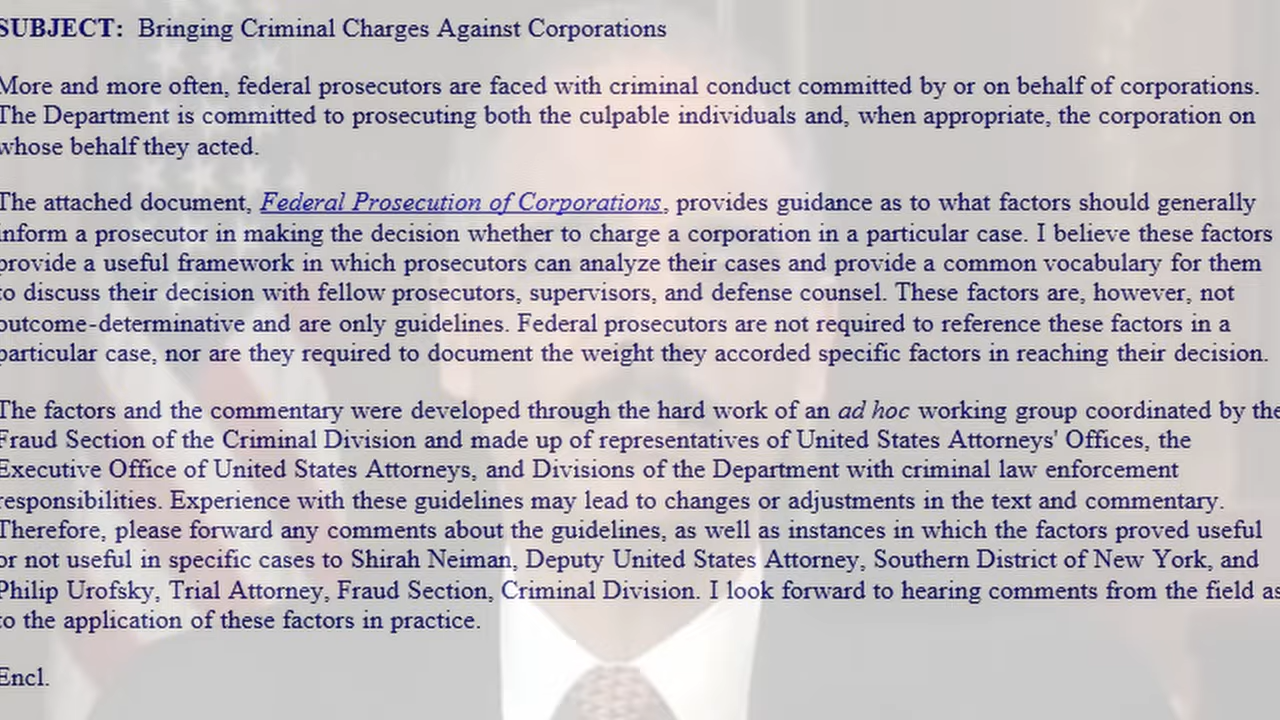 SUBJECT: Bringing Criminal Charges Against Corporations
More and more often, federal prosecutors are faced with criminal conduct committed by or on behalf of corporations.
The Department is committed to prosecuting both the culpable individuals and, when appropriate, the corporation on
whose behalf they acted.
The attached document, Federal Prosecution of Corporations, provides guidance as to what factors should generally
inform a prosecutor in making the decision whether to charge a corporation in a particular case. I believe these factors
provide a useful framework in which prosecutors can analyze their cases and provide a common vocabulary for them
to discuss their decision with fellow prosecutors, supervisors, and defense counsel. These factors are, however, not
outcome-determinative and are only guidelines. Federal prosecutors are not required to reference these factors in a
particular case, nor are they required to document the weight they accorded specific factors in reaching their decision.
The factors and the commentary were developed through the hard work of an ad hoc working group coordinated by the
Fraud Section of the Criminal Division and made up of representatives of United States Attorneys' Offices, the
Executive Office of United States Attorneys, and Divisions of the Department with criminal law enforcement
responsibilities. Experience with these guidelines may lead to changes or adjustments in the text and commentary.
Therefore, please forward any comments about the guidelines, as well as instances in which the factors proved useful
or not useful in specific cases to Shirah Neiman, Deputy United States Attorney, Southern District of New York, and
Philip Urofsky, Trial Attorney, Fraud Section, Criminal Division. I look forward to hearing comments from the field as
to the application of these factors in practice.
Encl.